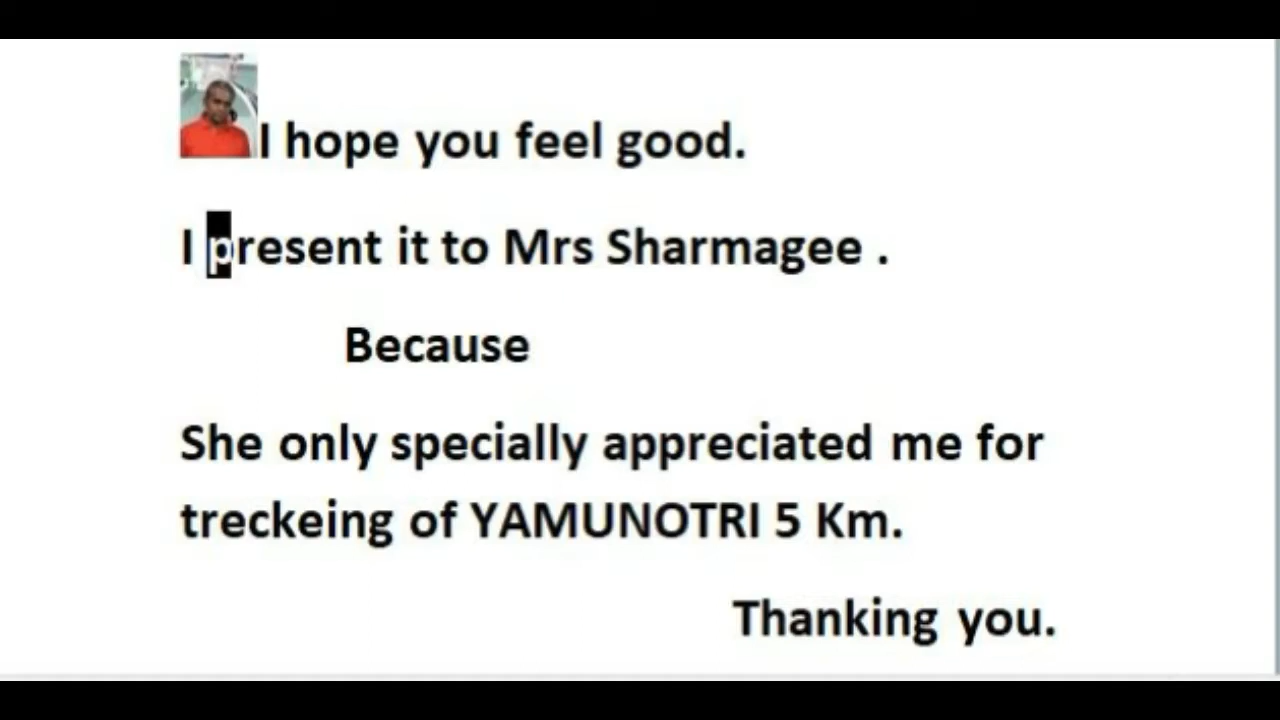 I hope you feel good.
I present it to Mrs Sharmagee .
Because
She only specially appreciated me for
treckeing of YAMUNOTRI 5 Km.
Thanking you.